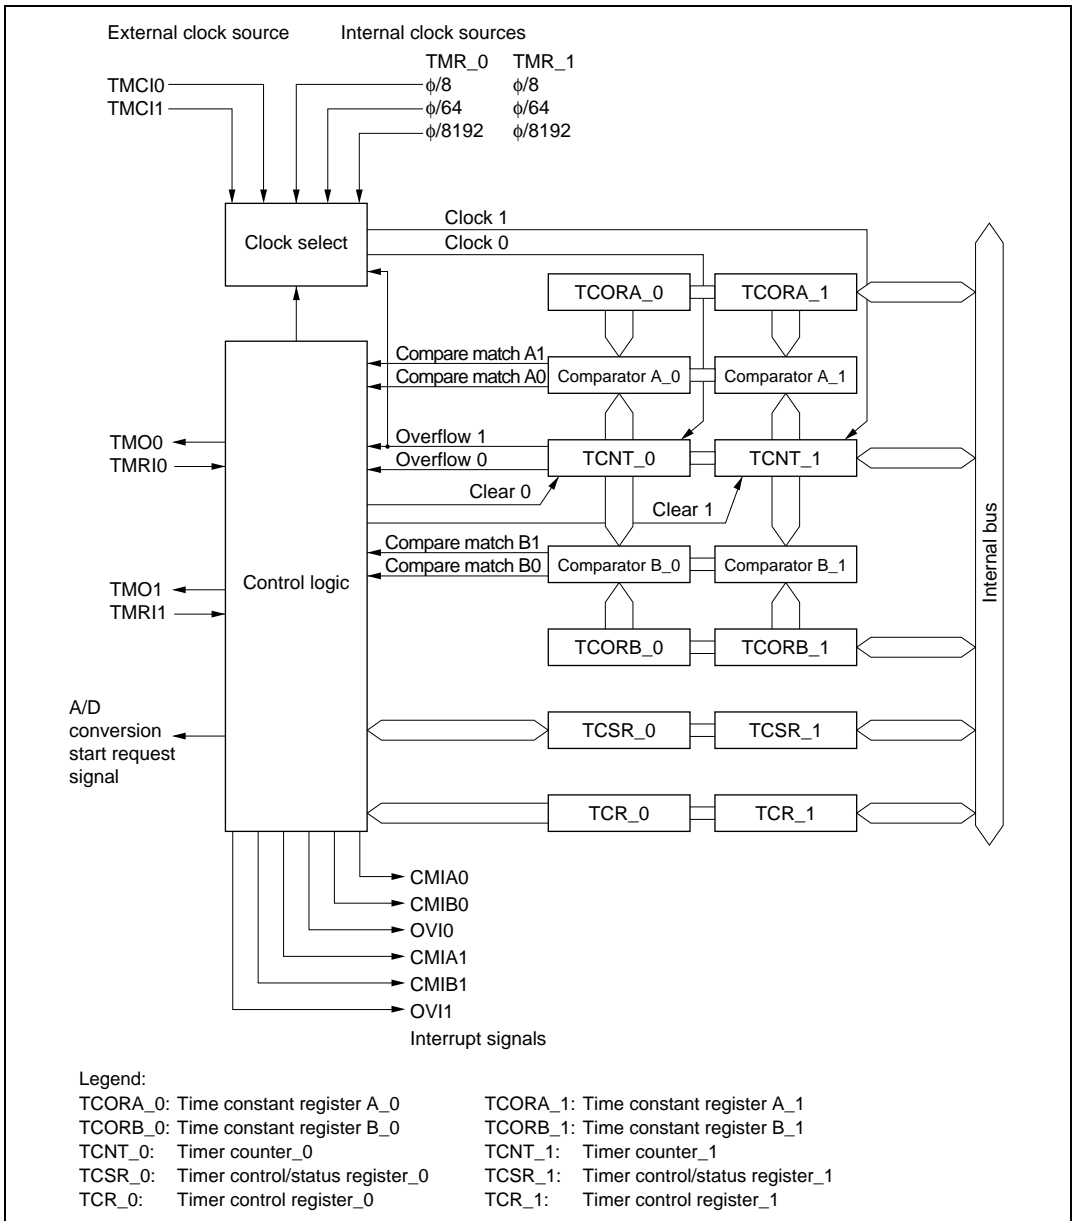 External clock source
Internal clock sources
TMR_0 TMR_1
TMCI0
TMCI1
ϕ/8 ϕ/8
ϕ/64 ϕ/64
ϕ/8192 ϕ/8192
Clock select
Clock 1
Clock 0
TCORA_0
TCORA_1
Compare match A1
Compare match A0
Comparator A_0
Comparator A_1
TMO0
TMRI0
Overflow 1
Overflow 0
TCNT_0
TCNT_1
Clear 0
Clear 1
Internal bus
Compare match B1
Compare match B0
Comparator B_0
Comparator B_1
Control logic
TMO1
TMRI1
TCORB_0
TCORB_1
A/D
conversion
start request
signal
TCSR_0
TCSR_1
TCR_0
TCR_1
CMIA0
CMIB0
OVI0
CMIA1
CMIB1
OVI1
Interrupt signals
Legend:
TCORA_0: Time constant register A_0
TCORB_0: Time constant register B_0
TCNT_0: Timer counter_0
TCSR_0: Timer control/status register_0
TCR_0: Timer control register_0
TCORA_1: Time constant register A_1
TCORB_1: Time constant register B_1
TCNT_1: Timer counter_1
TCSR_1: Timer control/status register_1
TCR_1: Timer control register_1